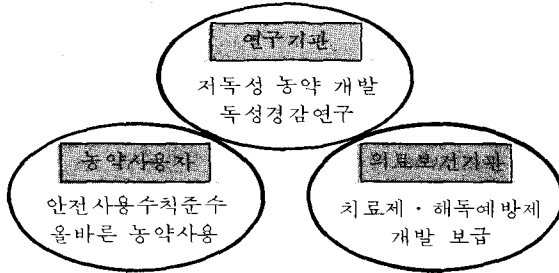 연구기관
저독성 농약 개발
독성경감연구
농약사용자
안전사용수칙준수
올바른 농약사용
의료보건기관
치료제・해독예방제
개발 보급